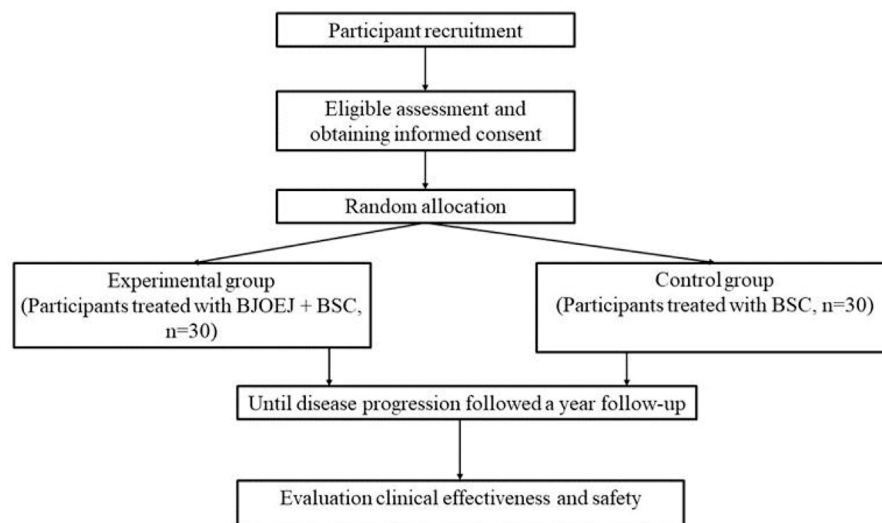 Participant recruitment
Eligible assessment and
obtaining informed consent
Random allocation
Experimental group
(Participants treated with BJOEJ + BSC,
n=30)
Control group
(Participants treated with BSC, n=30)
Until disease progression followed a year follow-up
Evaluation clinical effectiveness and safety